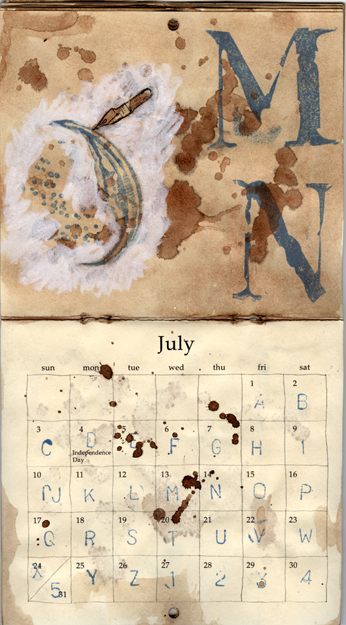 M
N
July
sun mon tue wed thu fri sat
1 2
A B
3 4 5 6 7 8 9
C D F G H I
Independence
Day
10 11 12 13 14 15 16
J K L M N O P
17 18 19 20 21 22 23
Q R S T U V W
24 25 26 27 28 29 30
X Y Z 1 2 4
5 31